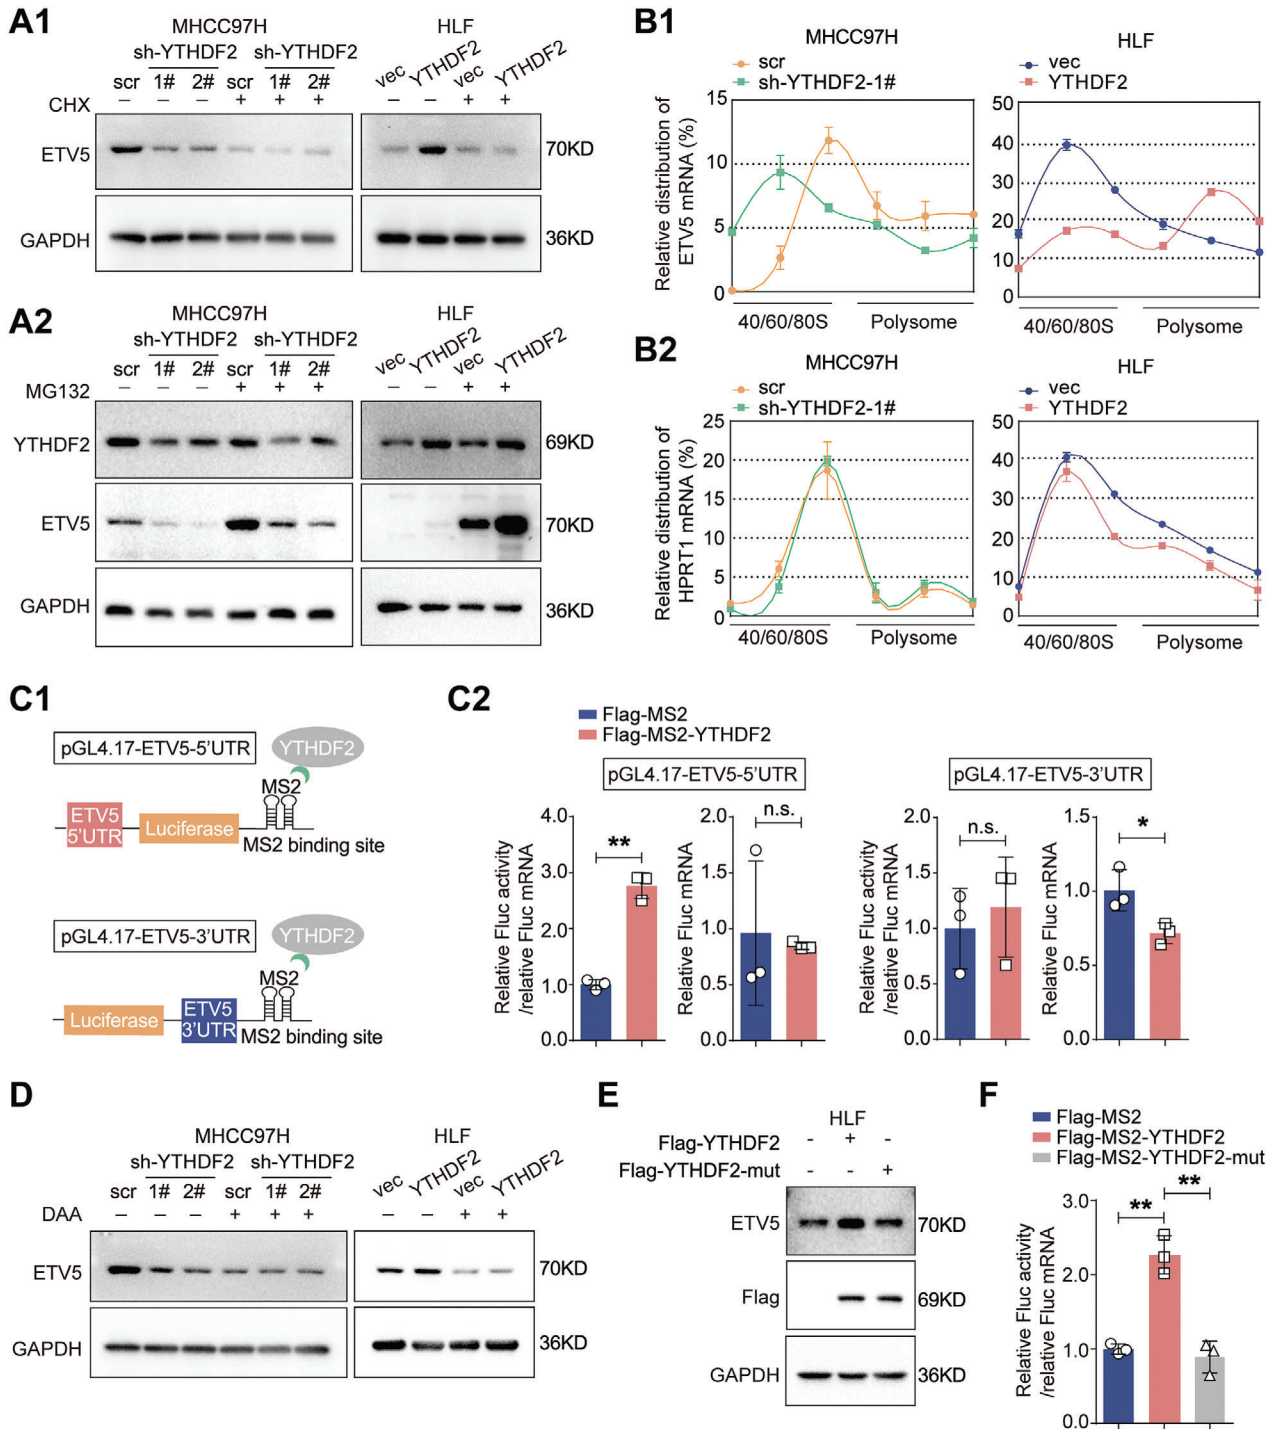 A1
MHCC97H
HLF
sh-YTHDF2 sh-YTHDF2
scr 1# 2# scr 1# 2#
vec YTHDF2 vec YTHDF2
CHX – – – + + + – – + +
ETV5 70KD
GAPDH 36KD
A2
MHCC97H
HLF
sh-YTHDF2 sh-YTHDF2
scr 1# 2# scr 1# 2#
vec YTHDF2 vec YTHDF2
MG132 – – – + + + – – + +
YTHDF2 69KD
ETV5 70KD
GAPDH 36KD
B1
MHCC97H
scr
sh-YTHDF2-1#
Relative distribution of
ETV5 mRNA (%)
15
10
5
0
40/60/80S Polysome
HLF
vec
YTHDF2
50
40
30
20
10
0
40/60/80S Polysome
B2
MHCC97H
scr
sh-YTHDF2-1#
Relative distribution of
HPRT1 mRNA (%)
25
20
15
10
5
0
40/60/80S Polysome
HLF
vec
YTHDF2
50
40
30
20
10
0
40/60/80S Polysome
C1
pGL4.17-ETV5-5'UTR
YTHDF2
MS2
ETV5
5'UTR
Luciferase
MS2 binding site
pGL4.17-ETV5-3'UTR
YTHDF2
MS2
Luciferase
ETV5
3'UTR
MS2 binding site
C2
Flag-MS2
Flag-MS2-YTHDF2
pGL4.17-ETV5-5'UTR
Relative Fluc activity
/relative Fluc mRNA
4.0
3.0
2.0
1.0
0.0
**
Relative Fluc mRNA
2.0
1.5
1.0
0.5
0.0
n.s.
pGL4.17-ETV5-3'UTR
Relative Fluc activity
/relative Fluc mRNA
2.0
1.5
1.0
0.5
0.0
n.s.
Relative Fluc mRNA
1.5
1.0
0.5
0.0
*
D
MHCC97H
HLF
sh-YTHDF2 sh-YTHDF2
scr 1# 2# scr 1# 2#
vec YTHDF2 vec YTHDF2
DAA – – – + + + – – + +
ETV5 70KD
GAPDH 36KD
E
HLF
Flag-YTHDF2 - + -
Flag-YTHDF2-mut - - +
ETV5 70KD
Flag 69KD
GAPDH 36KD
F
Flag-MS2
Flag-MS2-YTHDF2
Flag-MS2-YTHDF2-mut
Relative Fluc activity
/relative Fluc mRNA
3.0
2.0
1.0
0.0
**
**